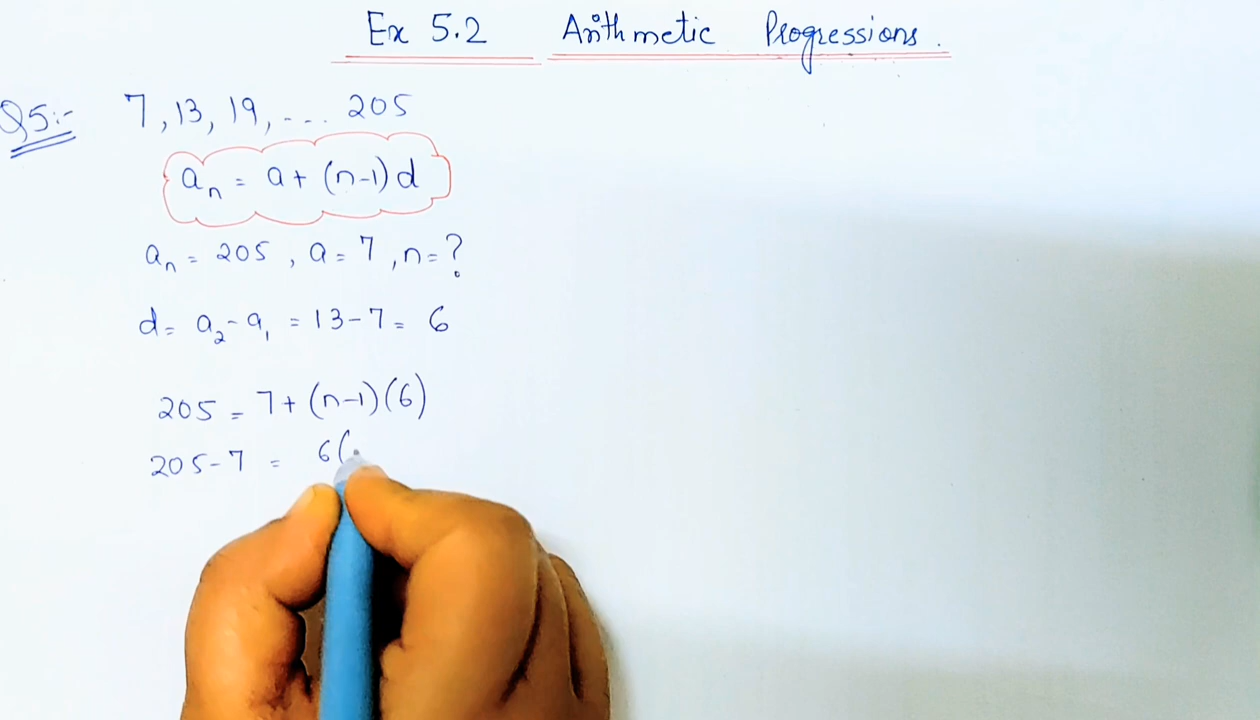 Ex 5.2 Arithmetic Progressions.
Q5:- 7, 13, 19, --- 205
aₙ = a + (n-1) d
aₙ = 205, a = 7, n = ?
d = a₂ - a₁ = 13 - 7 = 6
205 = 7 + (n-1)(6)
205 - 7 = 6(